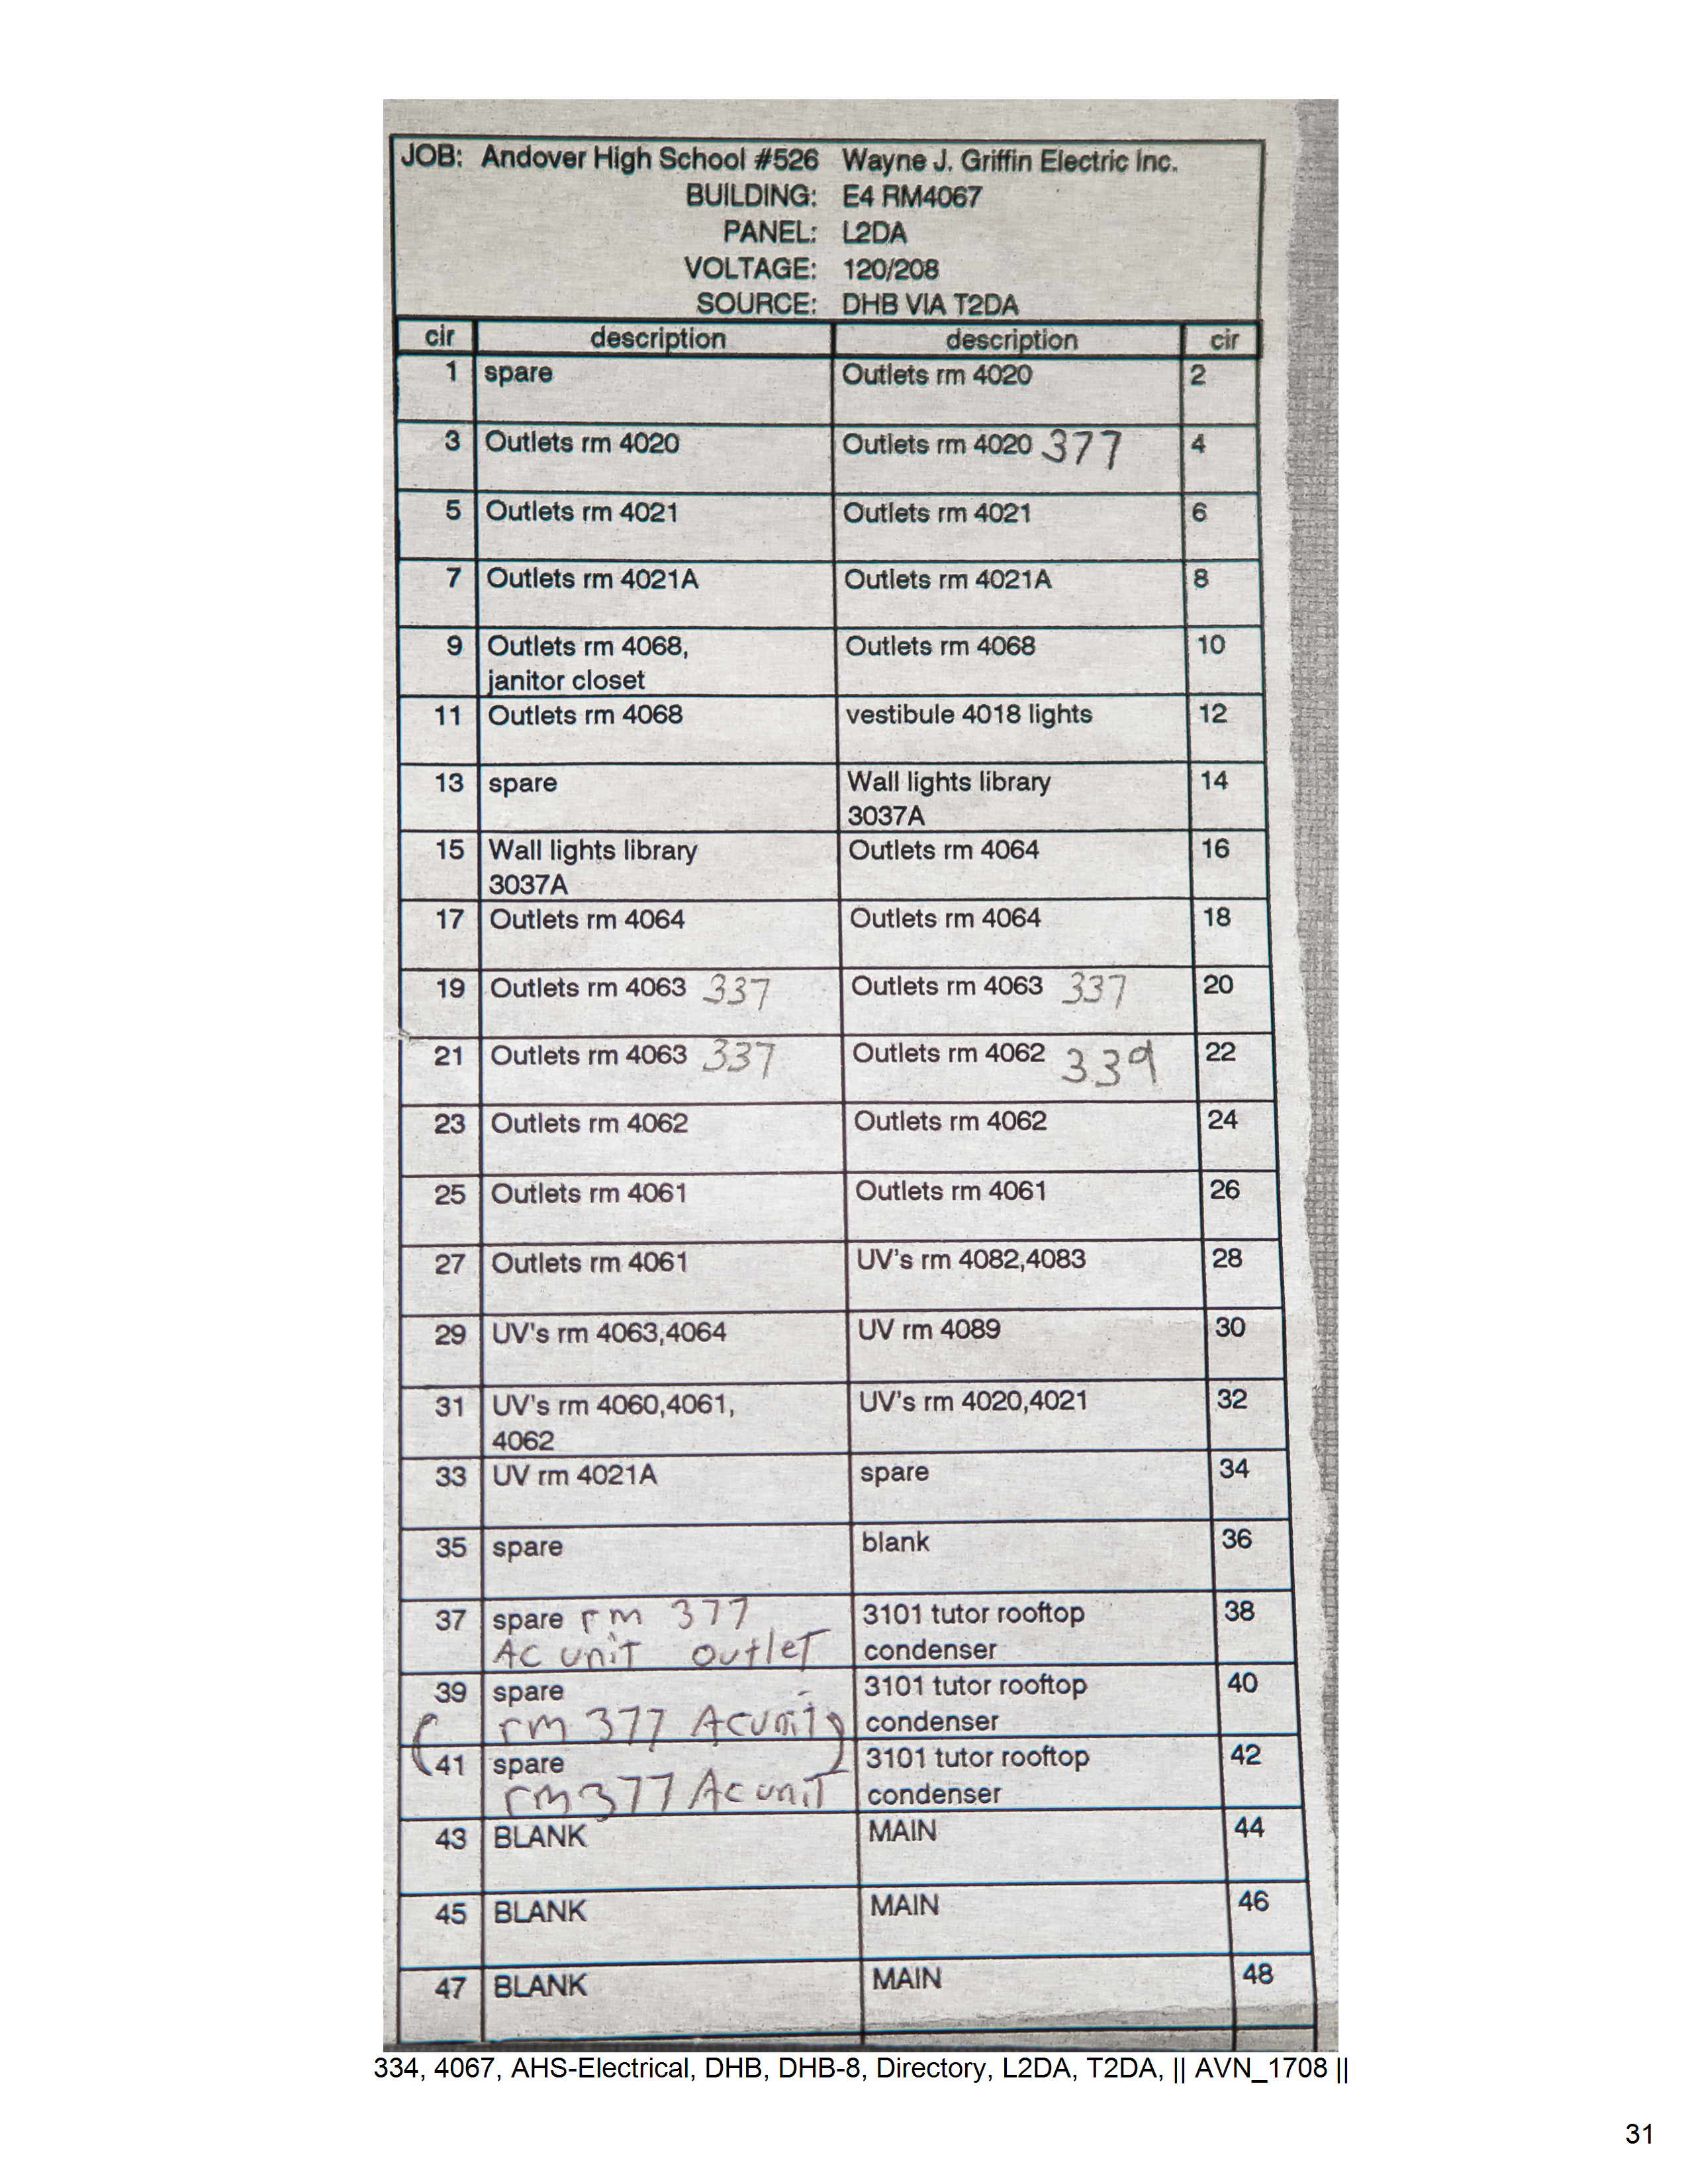 JOB: Andover High School #526 Wayne J. Griffin Electric Inc.
BUILDING: E4 RM4067
PANEL: L2DA
VOLTAGE: 120/208
SOURCE: DHB VIA T2DA
cir description description cir
1 spare Outlets rm 4020 2
3 Outlets rm 4020 Outlets rm 4020 377 4
5 Outlets rm 4021 Outlets rm 4021 6
7 Outlets rm 4021A Outlets rm 4021A 8
9 Outlets rm 4068, Outlets rm 4068 10
janitor closet
11 Outlets rm 4068 vestibule 4018 lights 12
13 spare Wall lights library 14
3037A
15 Wall lights library Outlets rm 4064 16
3037A
17 Outlets rm 4064 Outlets rm 4064 18
19 Outlets rm 4063 337 Outlets rm 4063 337 20
21 Outlets rm 4063 337 Outlets rm 4062 339 22
23 Outlets rm 4062 Outlets rm 4062 24
25 Outlets rm 4061 Outlets rm 4061 26
27 Outlets rm 4061 UV's rm 4082,4083 28
29 UV's rm 4063,4064 UV rm 4089 30
31 UV's rm 4060,4061, UV's rm 4020,4021 32
4062
33 UV rm 4021A spare 34
35 spare blank 36
37 spare rm 377 3101 tutor rooftop 38
AC unit outlet condenser
39 spare 3101 tutor rooftop 40
rm 377 AC unit condenser
41 spare 3101 tutor rooftop 42
rm 377 AC unit condenser
43 BLANK MAIN 44
45 BLANK MAIN 46
47 BLANK MAIN 48
334, 4067, AHS-Electrical, DHB, DHB-8, Directory, L2DA, T2DA, || AVN_1708 ||
31